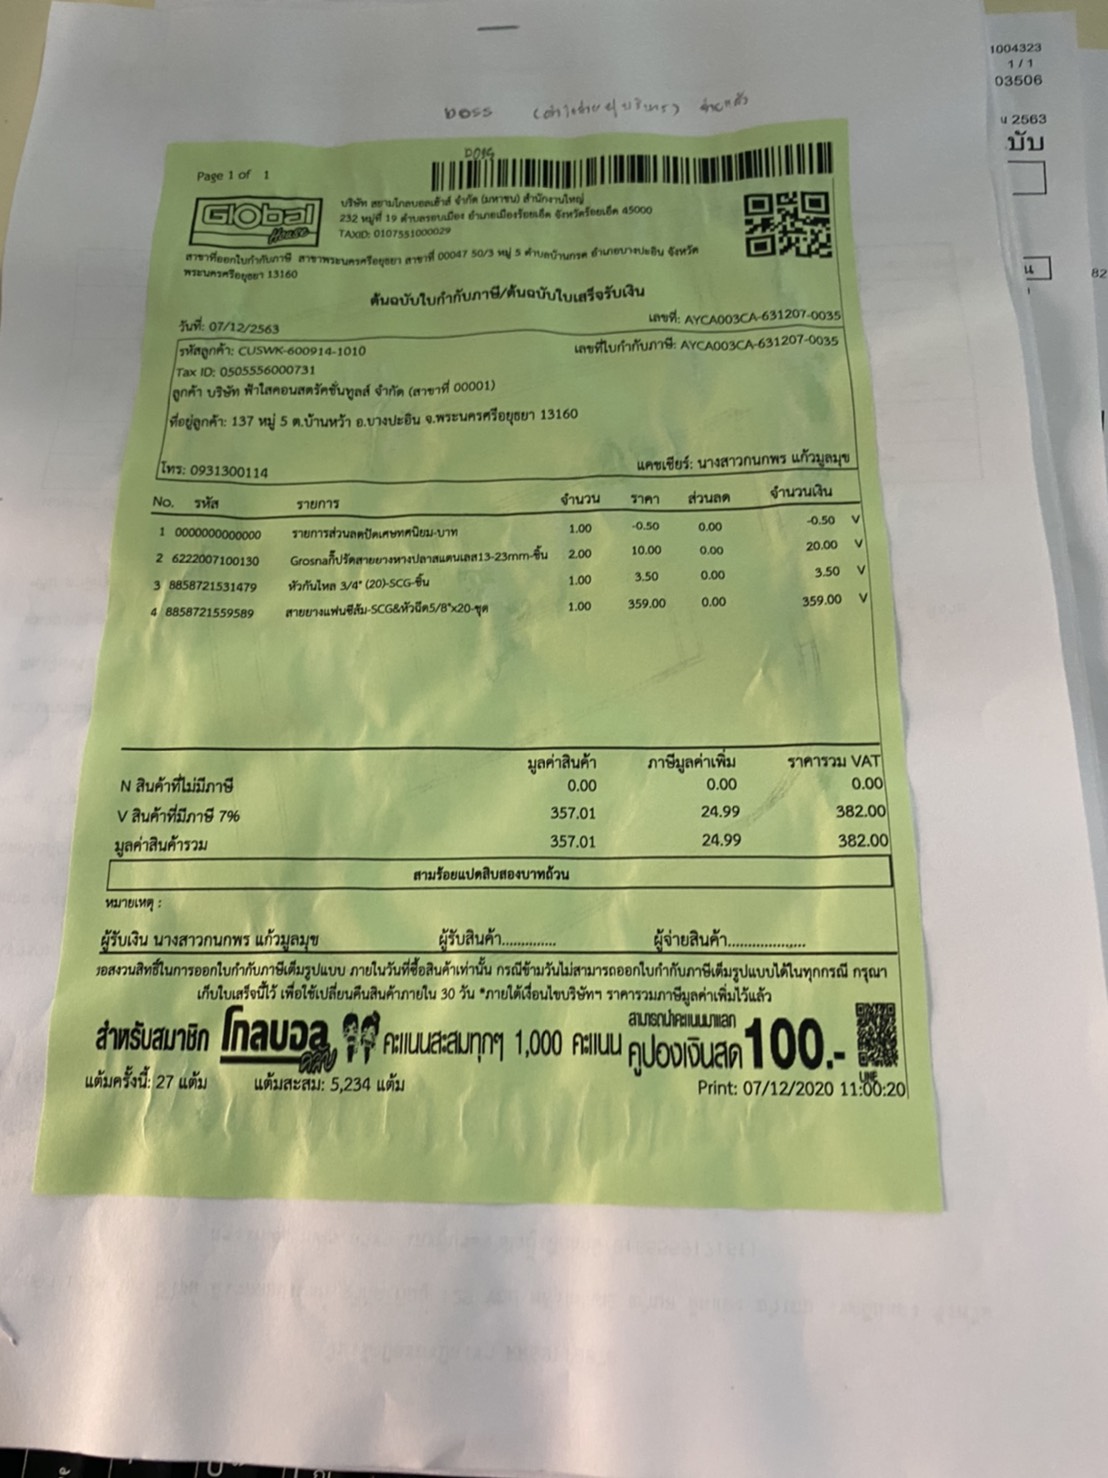 1004323
1 / 1
03506
น 2563
บับ
น
82
boss
Page 1 of 1
Global
House
บริษัท สยามโกลบอลเฮ้าส์ จำกัด (มหาชน) สำนักงานใหญ่
232 หมู่ที่ 19 ตำบลรอบเมือง อำเภอเมืองร้อยเอ็ด จังหวัดร้อยเอ็ด 45000
TAXID: 0107551000029
สาขาที่ออกใบกำกับภาษี สาขาพระนครศรีอยุธยา สาขาที่ 00047 50/3 หมู่ 5 ตำบลบ้านกรด อำเภอบางปะอิน จังหวัด
พระนครศรีอยุธยา 13160
ต้นฉบับใบกำกับภาษี/ต้นฉบับใบเสร็จรับเงิน
วันที่: 07/12/2563 เลขที่: AYCA003CA-631207-0035
รหัสลูกค้า: CUSWK-600914-1010 เลขที่ใบกำกับภาษี: AYCA003CA-631207-0035
Tax ID: 0505556000731
ลูกค้า บริษัท ฟ้าใสคอนสตรัคชั่นทูลส์ จำกัด (สาขาที่ 00001)
ที่อยู่ลูกค้า: 137 หมู่ 5 ต.บ้านหว้า อ.บางปะอิน จ.พระนครศรีอยุธยา 13160
โทร: 0931300114 แคชเชียร์: นางสาวกนกพร แก้วมูลมุข
No. รหัส รายการ จำนวน ราคา ส่วนลด จำนวนเงิน
1 0000000000000 รายการส่วนลดปัดเศษทศนิยม-บาท 1.00 -0.50 0.00 -0.50 V
2 6222007100130 Grosnaกิ๊ปรัดสายยางหางปลาสแตนเลส13-23mm-ชิ้น 2.00 10.00 0.00 20.00 V
3 8858721531479 หัวกันไหล 3/4" (20)-SCG-ชิ้น 1.00 3.50 0.00 3.50 V
4 8858721559589 สายยางแฟนซีส้ม-SCG&หัวฉีด5/8"x20-ชุด 1.00 359.00 0.00 359.00 V
มูลค่าสินค้า ภาษีมูลค่าเพิ่ม ราคารวม VAT
N สินค้าที่ไม่มีภาษี 0.00 0.00 0.00
V สินค้าที่มีภาษี 7% 357.01 24.99 382.00
มูลค่าสินค้ารวม 357.01 24.99 382.00
สามร้อยแปดสิบสองบาทถ้วน
หมายเหตุ :
ผู้รับเงิน นางสาวกนกพร แก้วมูลมุข ผู้รับสินค้า............. ผู้จ่ายสินค้า...................
ขอสงวนสิทธิ์ในการออกใบกำกับภาษีเต็มรูปแบบ ภายในวันที่ซื้อสินค้าเท่านั้น กรณีข้ามวันไม่สามารถออกใบกำกับภาษีเต็มรูปแบบได้ในทุกกรณี กรุณา
เก็บใบเสร็จนี้ไว้ เพื่อใช้เปลี่ยนคืนสินค้าภายใน 30 วัน *ภายใต้เงื่อนไขบริษัทฯ ราคารวมภาษีมูลค่าเพิ่มไว้แล้ว
สำหรับสมาชิก โกลบอล คลับ คะแนนสะสมทุกๆ 1,000 คะแนน สามารถนำคะแนนมาแลก คูปองเงินสด 100.-
LINE
แต้มครั้งนี้: 27 แต้ม แต้มสะสม: 5,234 แต้ม Print: 07/12/2020 11:00:20